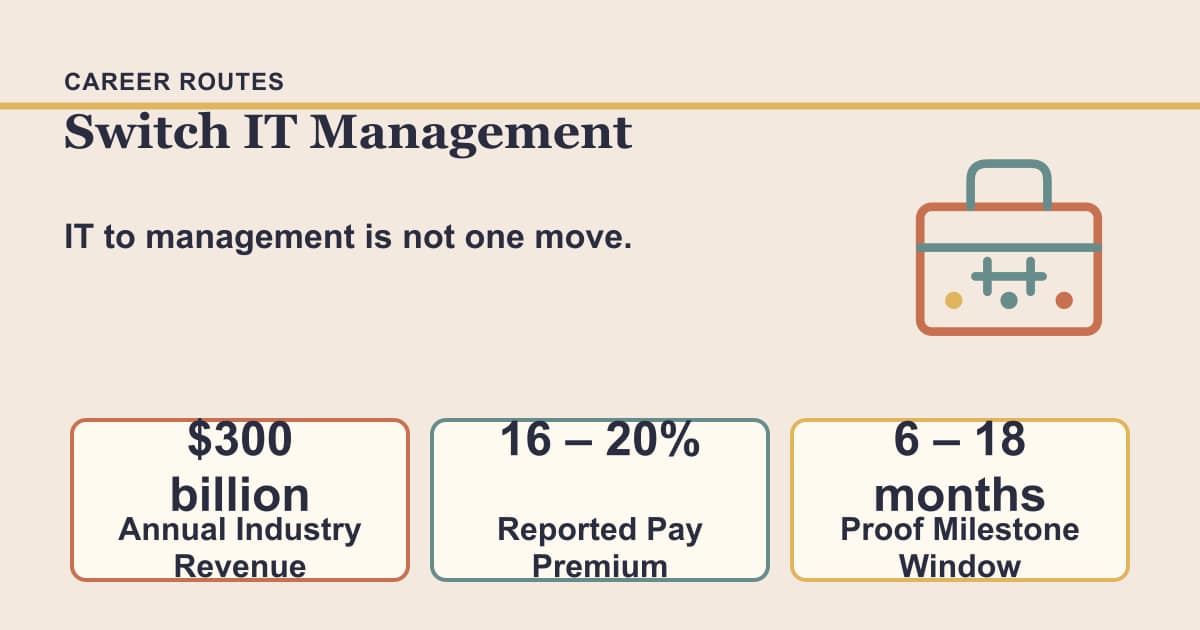 CAREER ROUTES
Switch IT Management
IT to management is not one move.
$300
billion
Annual Industry
Revenue
16 – 20%
Reported Pay
Premium
6 – 18
months
Proof Milestone
Window